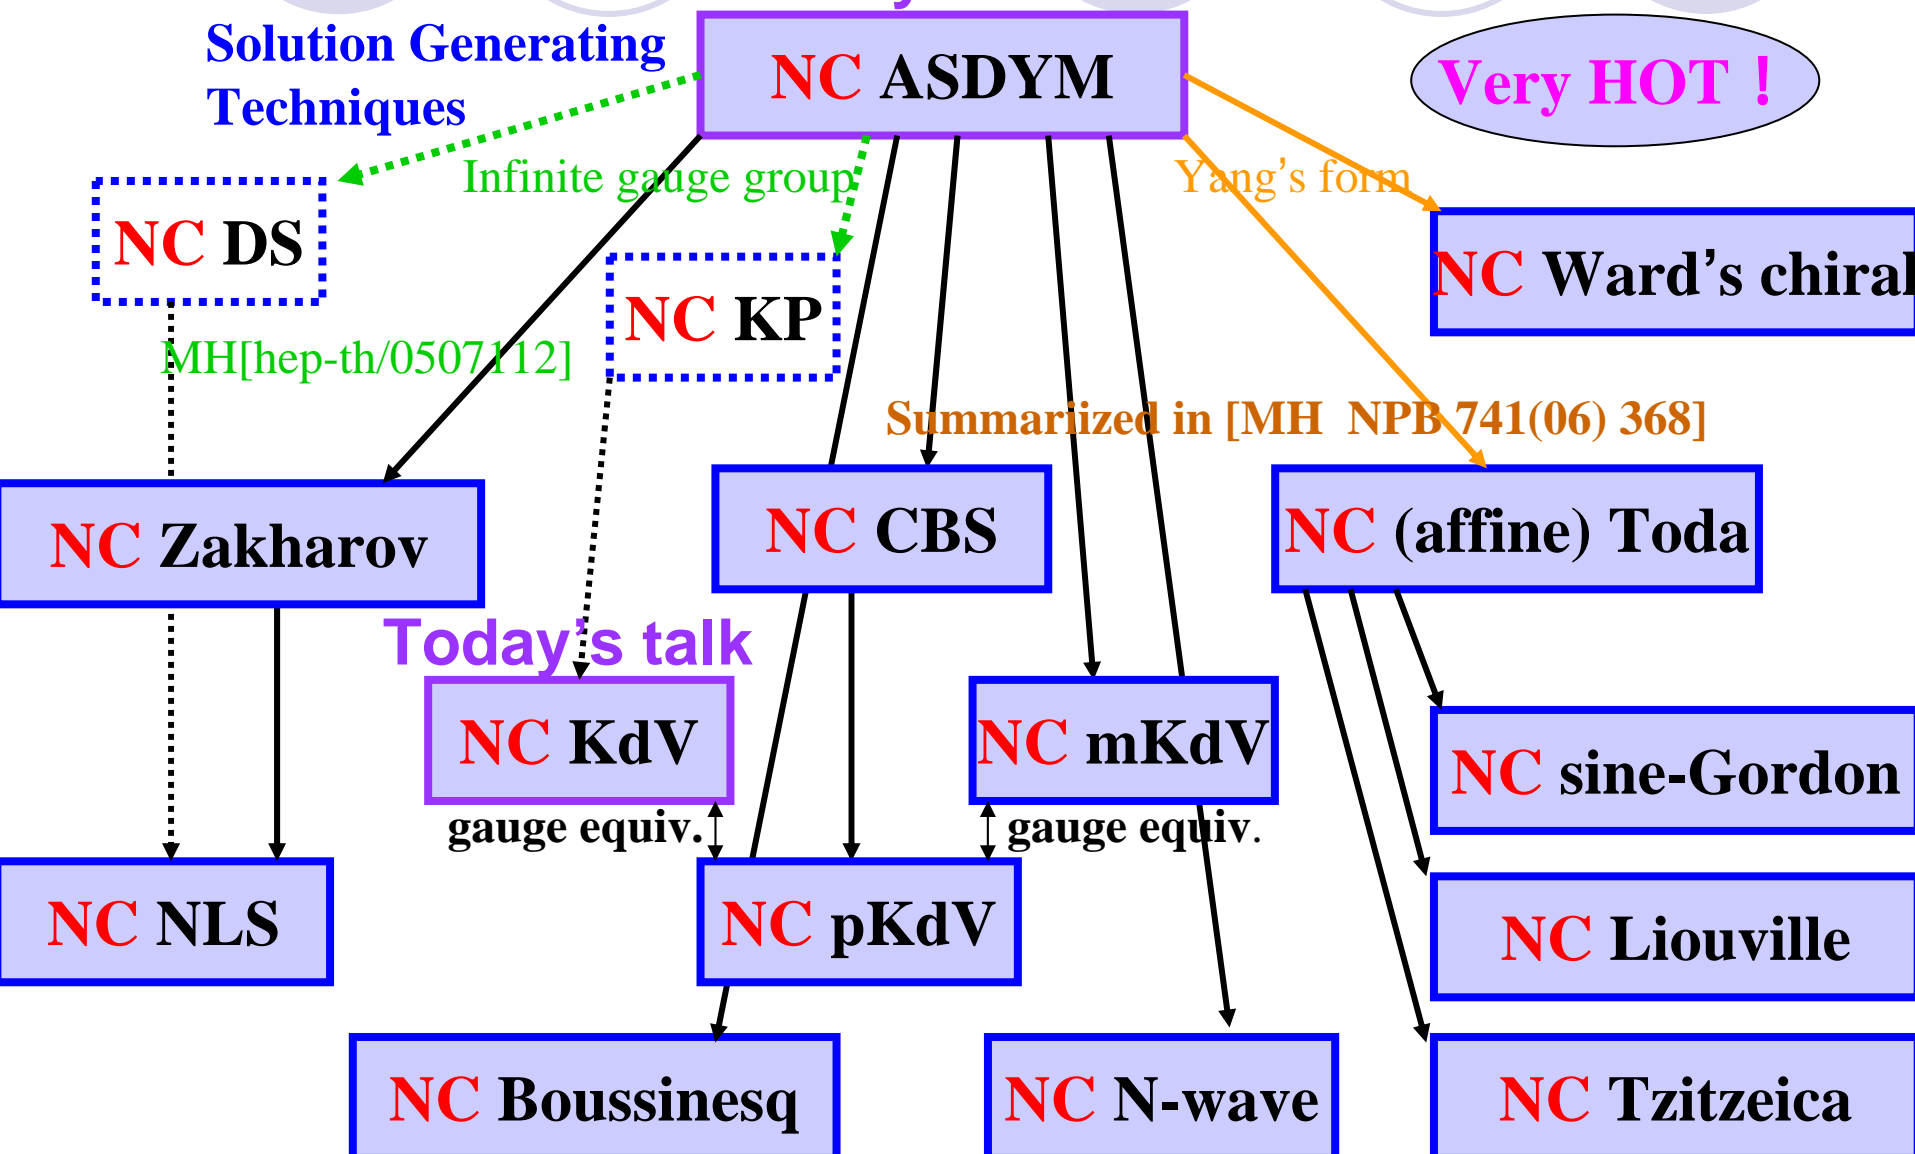 Solution Generating
Techniques
NC ASDYM
Very HOT！
Infinite gauge group
Yang’s form
NC DS
NC Ward’s chiral
NC KP
MH[hep-th/0507112]
Summariized in [MH NPB 741(06) 368]
NC Zakharov
NC CBS
NC (affine) Toda
Today’s talk
NC KdV
NC mKdV
NC sine-Gordon
gauge equiv.
gauge equiv.
NC NLS
NC pKdV
NC Liouville
NC Boussinesq
NC N-wave
NC Tzitzeica